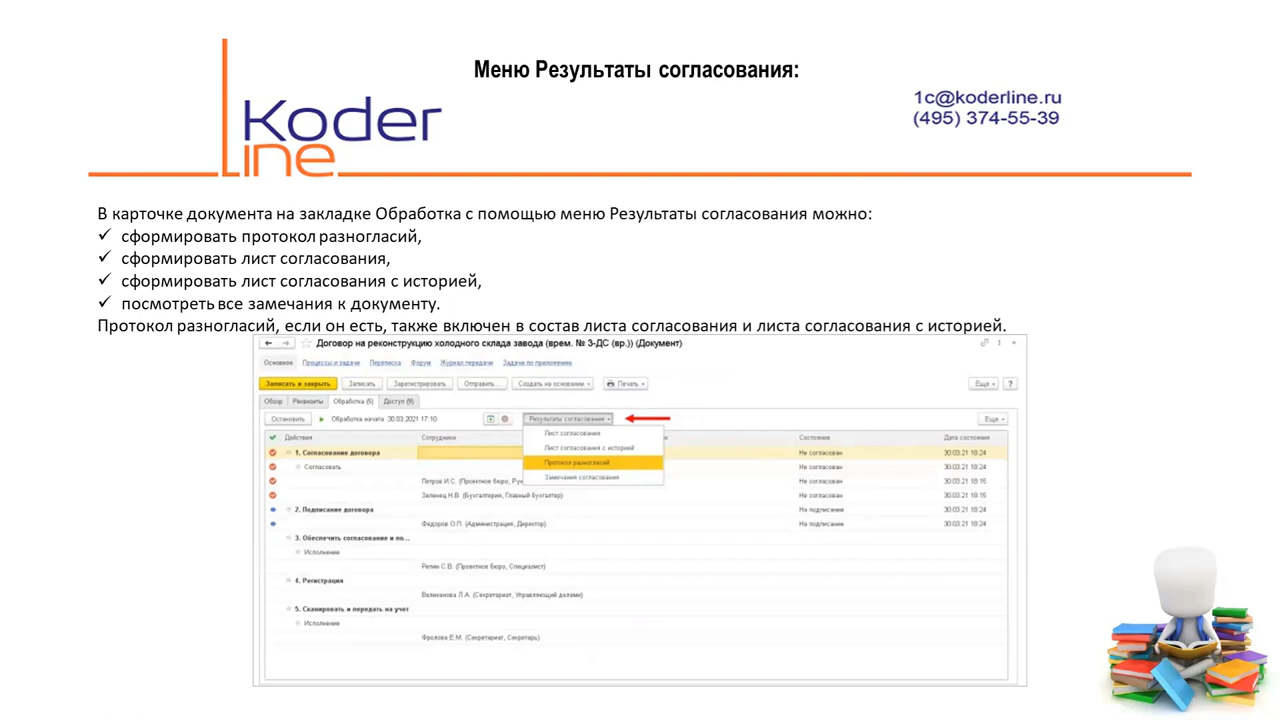 Меню Результаты согласования:
Koder
line
1c@koderline.ru
(495) 374-55-39
В карточке документа на закладке Обработка с помощью меню Результаты согласования можно:
✓ сформировать протокол разногласий,
✓ сформировать лист согласования,
✓ сформировать лист согласования с историей,
✓ посмотреть все замечания к документу.
Протокол разногласий, если он есть, также включен в состав листа согласования и листа согласования с историей.
Договор на реконструкцию холодного склада завода (врем. № 3-ДС (вр.)) (Документ)
Основное Процессы и задачи Переписка Форум Журнал передачи Задачи по приложению
Записать и закрыть Записать Зарегистрировать Отправить... Создать на основании Печать Еще ?
Обзор Реквизиты Обработка (5) Доступ (9)
Остановить Обработка начата 30.03.2021 17:10 Результаты согласования Еще
Действия Сотрудники Состояние Дата состояния
Лист согласования
Лист согласования с историей
Протокол разногласий
Замечания согласования
1. Согласование договора Не согласован 30.03.21 18:24
Согласовать Не согласован 30.03.21 18:24
Петров И.С. (Проектное бюро, Рук Не согласован 30.03.21 18:15
Заленец Н.В. (Бухгалтерия, Главный бухгалтер) Не согласован 30.03.21 18:16
2. Подписание договора На подписании 30.03.21 18:24
Федоров О.П. (Администрация, Директор) На подписании 30.03.21 18:24
3. Обеспечить согласование и по...
Исполнение
Репин С.В. (Проектное бюро, Специалист)
4. Регистрация
Великанова Л.А. (Секретариат, Управляющий делами)
5. Сканировать и передать на учет
Исполнение
Фролова Е.М. (Секретариат, Секретарь)